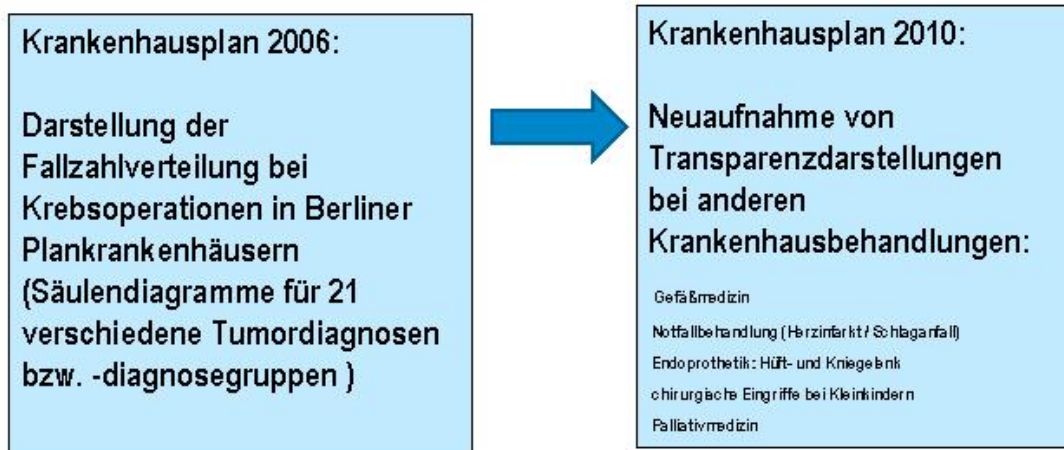 Krankenhausplan 2006:
Darstellung der
Fallzahlverteilung bei
Krebsoperationen in Berliner
Plankrankenhäusern
(Säulendiagramme für 21
verschiedene Tumordiagnosen
bzw. -diagnosegruppen )
Krankenhausplan 2010:
Neuaufnahme von
Transparenzdarstellungen
bei anderen
Krankenhausbehandlungen:
Gefäßmedizin
Notfallbehandlung (Herzinfarkt / Schlaganfall)
Endoprothetik: Hüft- und Kniegelenk
chirurgische Eingriffe bei Kleinkindern
Palliativmedizin